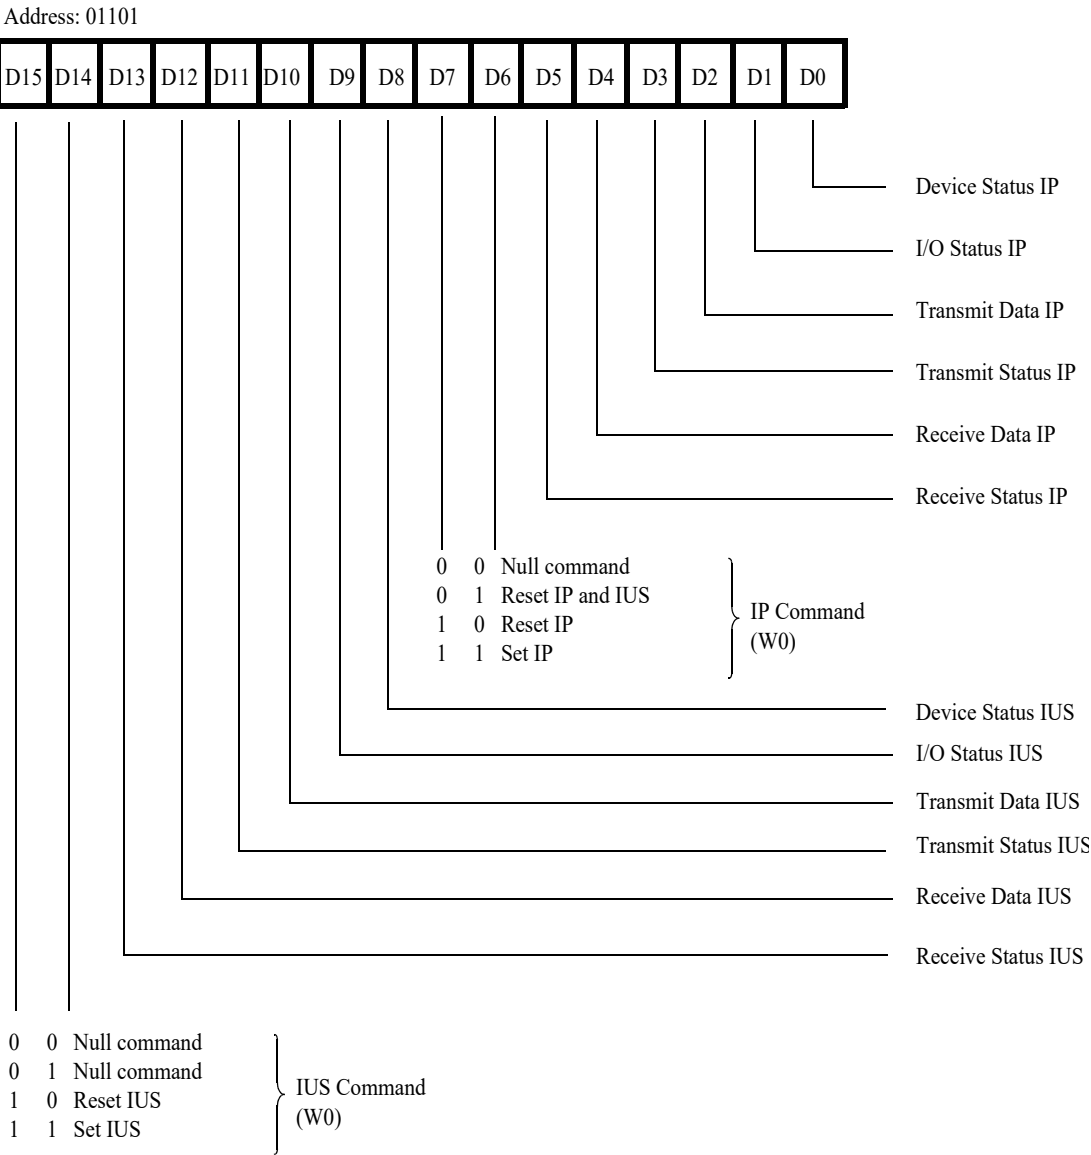 Address: 01101
D15 D14 D13 D12 D11 D10 D9 D8 D7 D6 D5 D4 D3 D2 D1 D0
Device Status IP
I/O Status IP
Transmit Data IP
Transmit Status IP
Receive Data IP
Receive Status IP
0 0 Null command
0 1 Reset IP and IUS
1 0 Reset IP
1 1 Set IP
IP Command
(W0)
Device Status IUS
I/O Status IUS
Transmit Data IUS
Transmit Status IUS
Receive Data IUS
Receive Status IUS
0 0 Null command
0 1 Null command
1 0 Reset IUS
1 1 Set IUS
IUS Command
(W0)